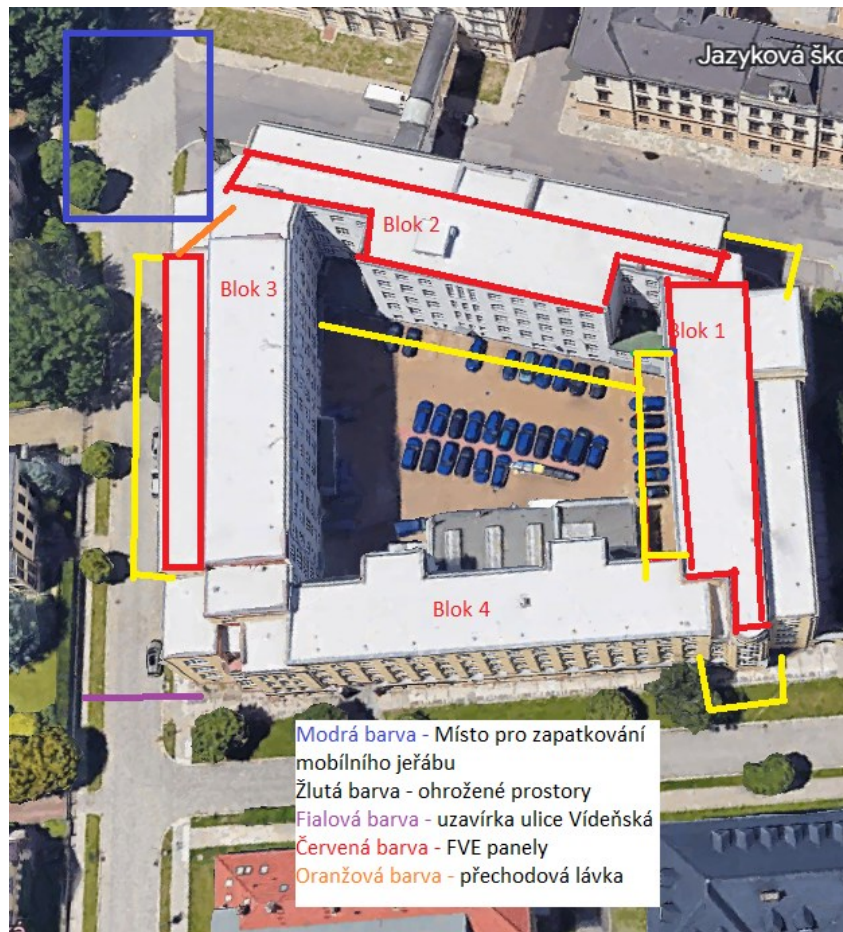 Jazyková ško
Blok 2
Blok 3
Blok 1
Blok 4
Modrá barva - Místo pro zapatkování
mobílního jeřábu
Žlutá barva - ohrožené prostory
Fialová barva - uzavírka ulice Vídeňská
Červená barva - FVE panely
Oranžová barva - přechodová lávka